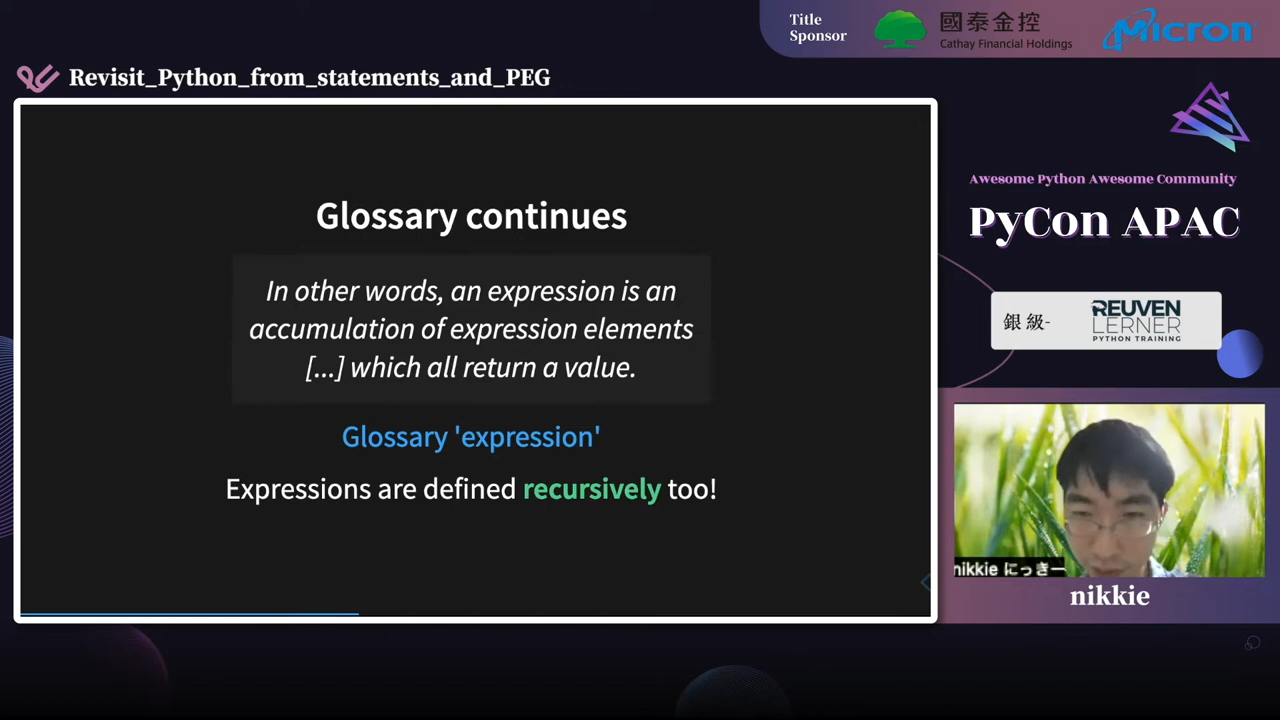 Title
Sponsor
國泰金控
Cathay Financial Holdings
Micron
Revisit_Python_from_statements_and_PEG
Glossary continues
In other words, an expression is an
accumulation of expression elements
[...] which all return a value.
Glossary 'expression'
Expressions are defined recursively too!
Awesome Python Awesome Community
PyCon APAC
銀級-
REUVEN
LERNER
PYTHON TRAINING
nikkie にっきー
nikkie